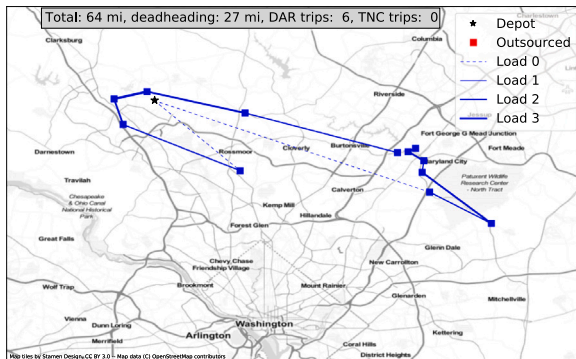 Total: 64 mi, deadheading: 27 mi, DAR trips: 6, TNC trips: 0
Depot
Outsourced
Load 0
Load 1
Load 2
Load 3
Clarksburg
Columbia
Riverside
Fort George G Mead Junction
Fort Meade
Maryland City
Burtonsville
Cloverly
Rossmoor
Darnestown
Travilah
Calverton
Patuxent Wildlife
Research Center
- North Tract
Chesapeake
& Ohio Canal
National Historical
Park
Kemp Mill
Hillandale
Forest Glen
Great Falls
Glenn Dale
Chevy Chase
Friendship Village
New Carrollton
Wolf Trap
Brookmont
Mount Rainier
Glenarden
Mitchellville
Vienna
Dunn Loring
Merrifield
Washington
Arlington
Kettering
Coral Hills
District Heights
Map tiles by Stamen Design, CC BY 3.0 -- Map data (C) OpenStreetMap contributors